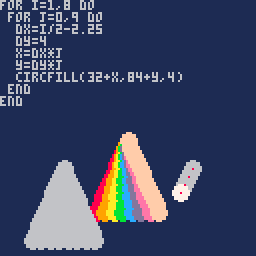 FOR I=1,8 DO
FOR J=0,9 DO
DX=I/2-2.25
DY=4
X=DX*J
Y=DY*J
CIRCFILL(32+X,84+Y,4)
END
END